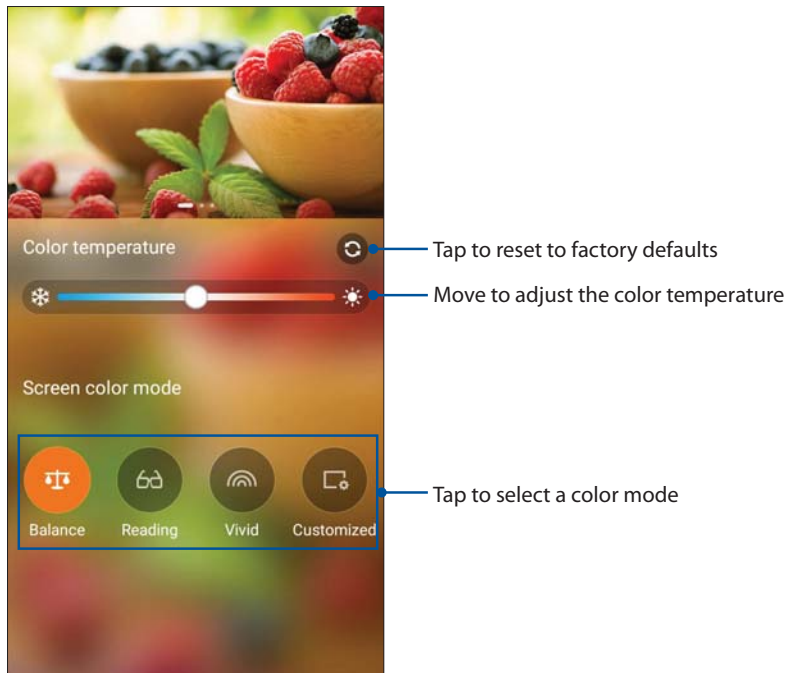 Color temperature
Tap to reset to factory defaults
Move to adjust the color temperature
Screen color mode
Balance Reading Vivid Customized
Tap to select a color mode